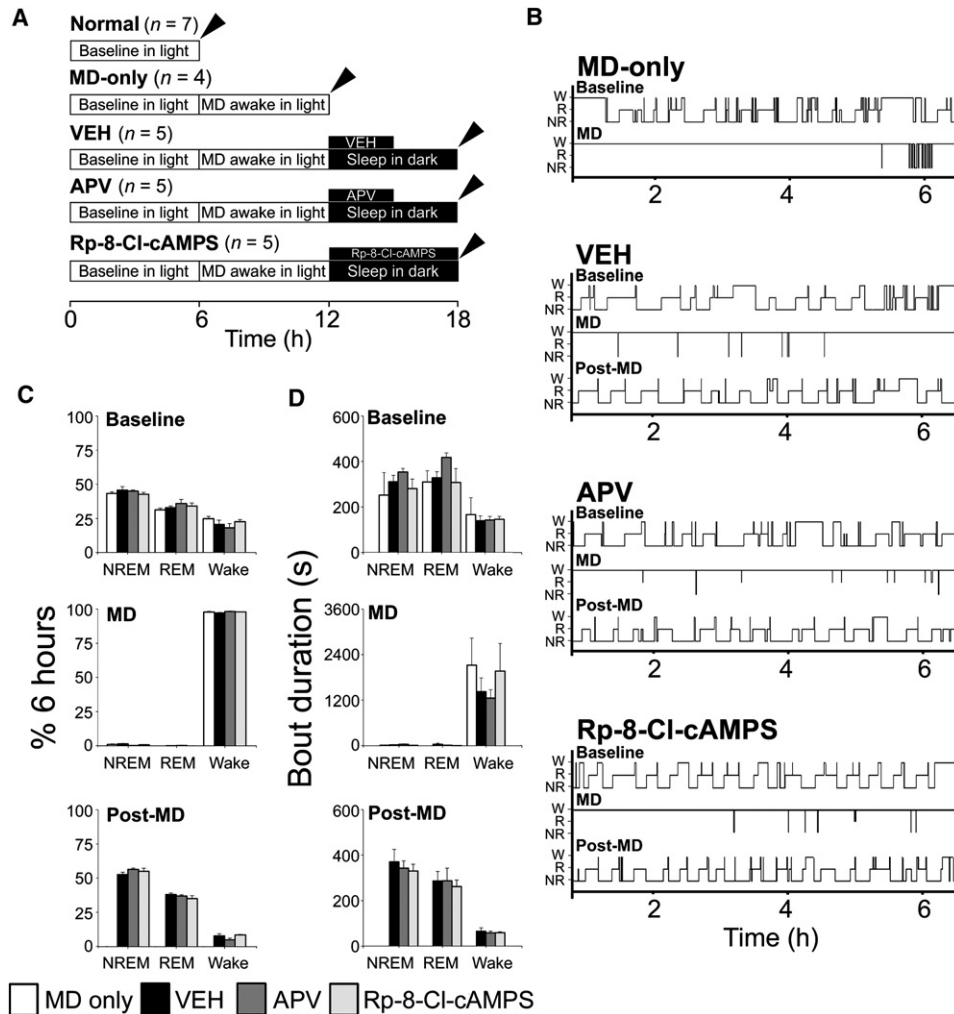 A
Normal (n = 7)
Baseline in light
MD-only (n = 4)
Baseline in light MD awake in light
VEH (n = 5)
VEH
Baseline in light MD awake in light Sleep in dark
APV (n = 5)
APV
Baseline in light MD awake in light Sleep in dark
Rp-8-Cl-cAMPS (n = 5)
Rp-8-Cl-cAMPS
Baseline in light MD awake in light Sleep in dark
0 6 12 18
Time (h)
B
MD-only
Baseline
W
R
NR
MD
W
R
NR
2 4 6
VEH
Baseline
W
R
NR
MD
W
R
NR
Post-MD
W
R
NR
2 4 6
APV
Baseline
W
R
NR
MD
W
R
NR
Post-MD
W
R
NR
2 4 6
Rp-8-Cl-cAMPS
Baseline
W
R
NR
MD
W
R
NR
Post-MD
W
R
NR
2 4 6
Time (h)
C
% 6 hours
Baseline
100
75
50
25
0
NREM REM Wake
MD
100
75
50
25
0
NREM REM Wake
Post-MD
100
75
50
25
0
NREM REM Wake
D
Bout duration (s)
Baseline
600
400
200
0
NREM REM Wake
MD
3600
2400
1200
0
NREM REM Wake
Post-MD
600
400
200
0
NREM REM Wake
MD only VEH APV Rp-8-Cl-cAMPS